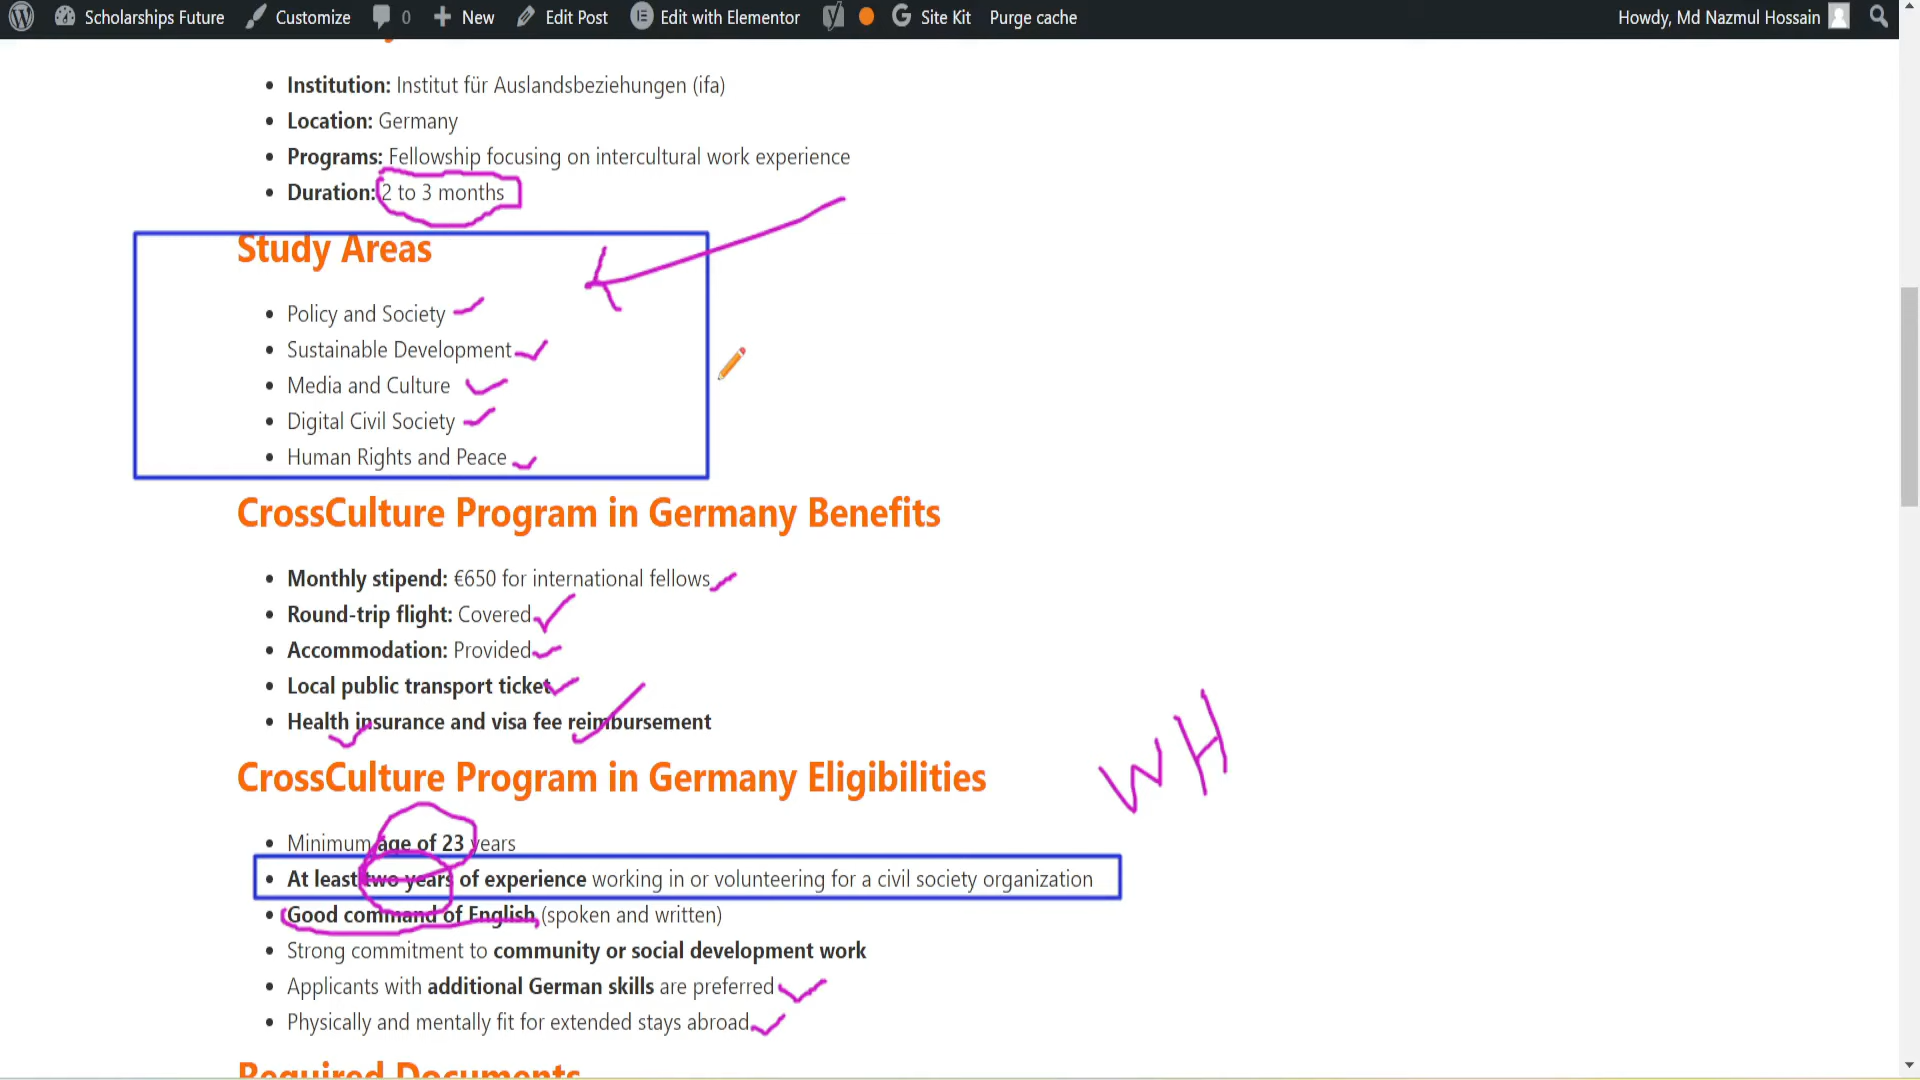 Scholarships Future Customize 0 New Edit Post Edit with Elementor Site Kit Purge cache Howdy, Md Nazmul Hossain
Institution: Institut für Auslandsbeziehungen (ifa)
Location: Germany
Programs: Fellowship focusing on intercultural work experience
Duration: 2 to 3 months
Study Areas
Policy and Society
Sustainable Development
Media and Culture
Digital Civil Society
Human Rights and Peace
CrossCulture Program in Germany Benefits
Monthly stipend: €650 for international fellows
Round-trip flight: Covered
Accommodation: Provided
Local public transport ticket
Health insurance and visa fee reimbursement
WH
CrossCulture Program in Germany Eligibilities
Minimum age of 23 years
At least two years of experience working in or volunteering for a civil society organization
Good command of English (spoken and written)
Strong commitment to community or social development work
Applicants with additional German skills are preferred
Physically and mentally fit for extended stays abroad
Required Documents